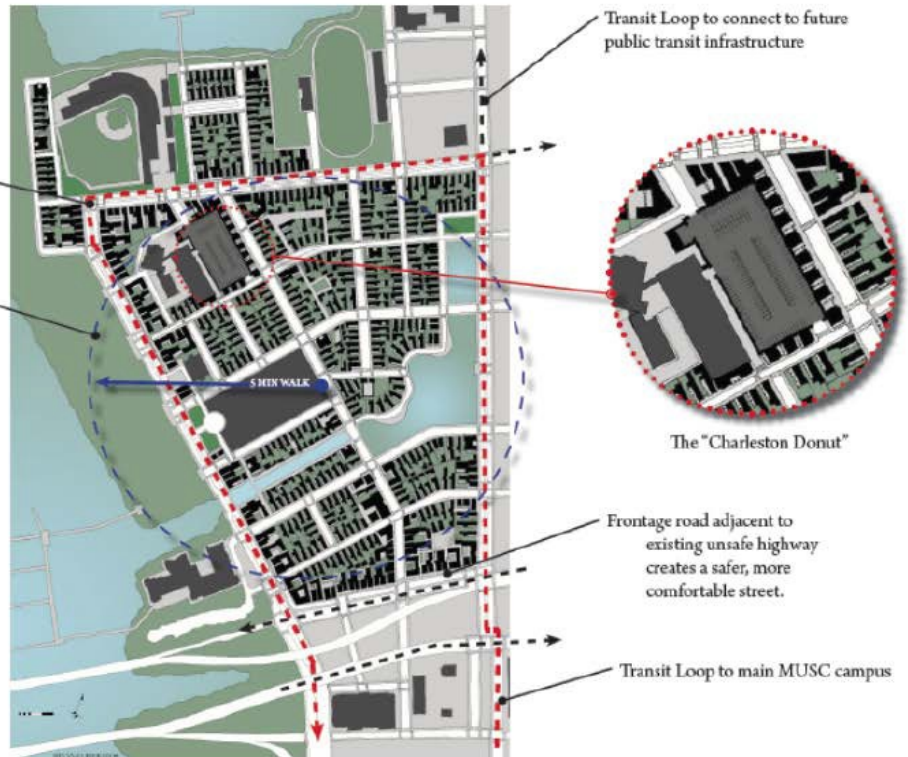 Transit Loop to connect to future
public transit infrastructure
5 MIN WALK
The "Charleston Donut"
Frontage road adjacent to
existing unsafe highway
creates a safer, more
comfortable street.
Transit Loop to main MUSC campus